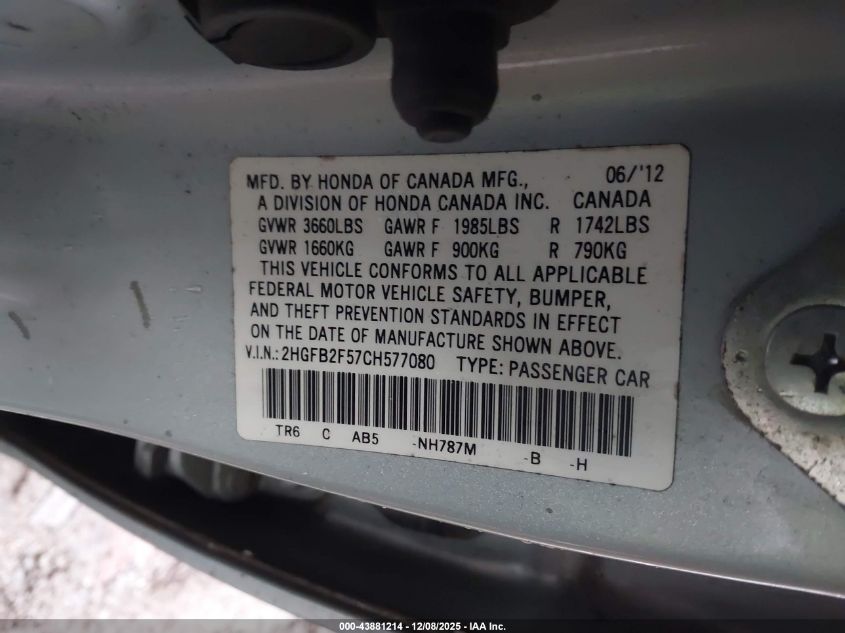 MFD. BY HONDA OF CANADA MFG., 06/'12
A DIVISION OF HONDA CANADA INC. CANADA
GVWR 3660LBS GAWR F 1985LBS R 1742LBS
GVWR 1660KG GAWR F 900KG R 790KG
THIS VEHICLE CONFORMS TO ALL APPLICABLE
FEDERAL MOTOR VEHICLE SAFETY, BUMPER,
AND THEFT PREVENTION STANDARDS IN EFFECT
ON THE DATE OF MANUFACTURE SHOWN ABOVE.
V.I.N.: 2HGFB2F57CH577080 TYPE: PASSENGER CAR
TR6 C AB5 -NH787M -B -H
000-43881214 - 12/08/2025 - IAA Inc.